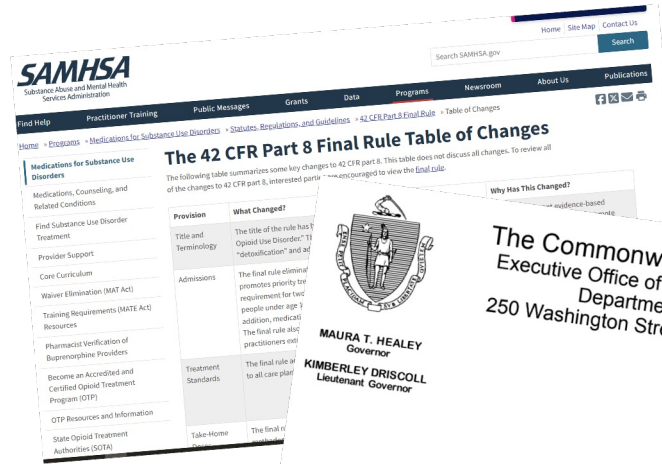 Home Site Map Contact Us
SAMHSA
Substance Abuse and Mental Health
Services Administration
Search SAMHSA.gov
Search
Find Help Practitioner Training Public Messages Grants Data Programs Newsroom About Us Publications
Home » Programs » Medications for Substance Use Disorders » Statutes, Regulations, and Guidelines » 42 CFR Part 8 Final Rule » Table of Changes
Medications for Substance Use
Disorders
Medications, Counseling, and
Related Conditions
Find Substance Use Disorder
Treatment
Provider Support
Core Curriculum
Waiver Elimination (MAT Act)
Training Requirements (MATE Act)
Resources
Pharmacist Verification of
Buprenorphine Providers
Become an Accredited and
Certified Opioid Treatment
Program (OTP)
OTP Resources and Information
State Opioid Treatment
Authorities (SOTA)
The 42 CFR Part 8 Final Rule Table of Changes
The following table summarizes some key changes to 42 CFR part 8. This table does not discuss all changes. To review all
of the changes to 42 CFR part 8, interested are encouraged to view the final rule.
Provision What Changed? Why Has This Changed?
Title and
Terminology
The title of the rule has
Opioid Use Disorder."
"detoxification" and
evidence-based
Admissions
The final rule
promotes priority
requirement for two
people under age
addition,
The final rule
practitioners
Treatment
Standards
The final rule
to all care
Take-Home
The final
MAURA T. HEALEY
Governor
KIMBERLEY DRISCOLL
Lieutenant Governor
The Commonw
Executive Office of
Departme
250 Washington Stre